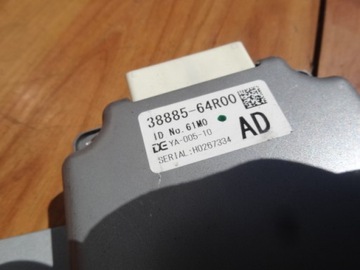 38885-64R00
ID No.61M0
YA-005-10
AD
SERIAL:H0267334